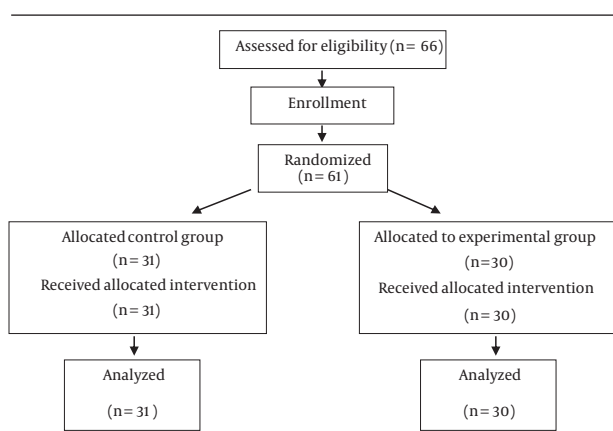 Assessed for eligibility (n= 66)
Enrollment
Randomized
(n=61)
Allocated control group
(n=31)
Received allocated intervention
(n=31)
Allocated to experimental group
(n=30)
Received allocated intervention
(n=30)
Analyzed
(n=31)
Analyzed
(n=30)